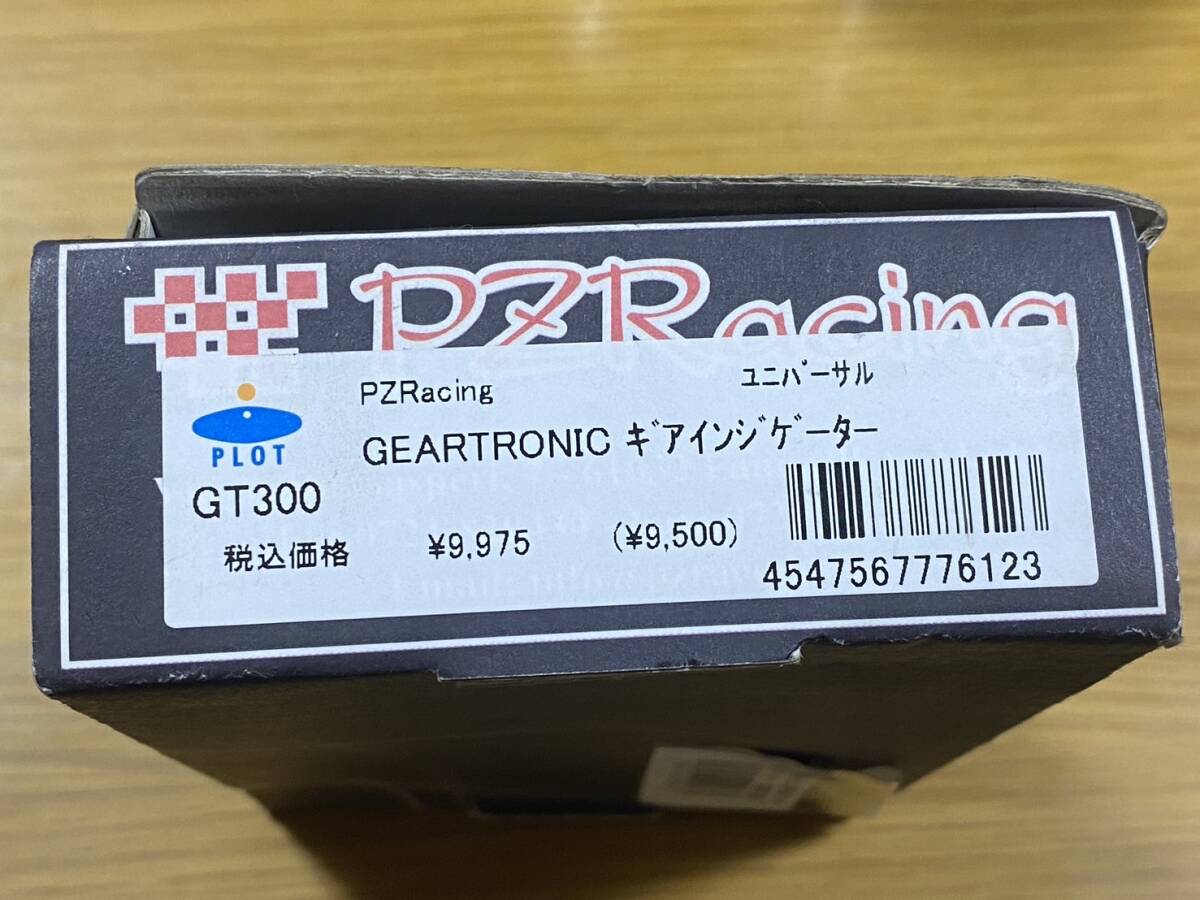 PZRacing
PZRacing ﾕﾆﾊﾞｰｻﾙ
PLOT
GEARTRONIC ｷﾞｱインｼﾞｹﾞｰﾀｰ
GT300
税込価格 ¥9,975 (¥9,500)
4547567776123